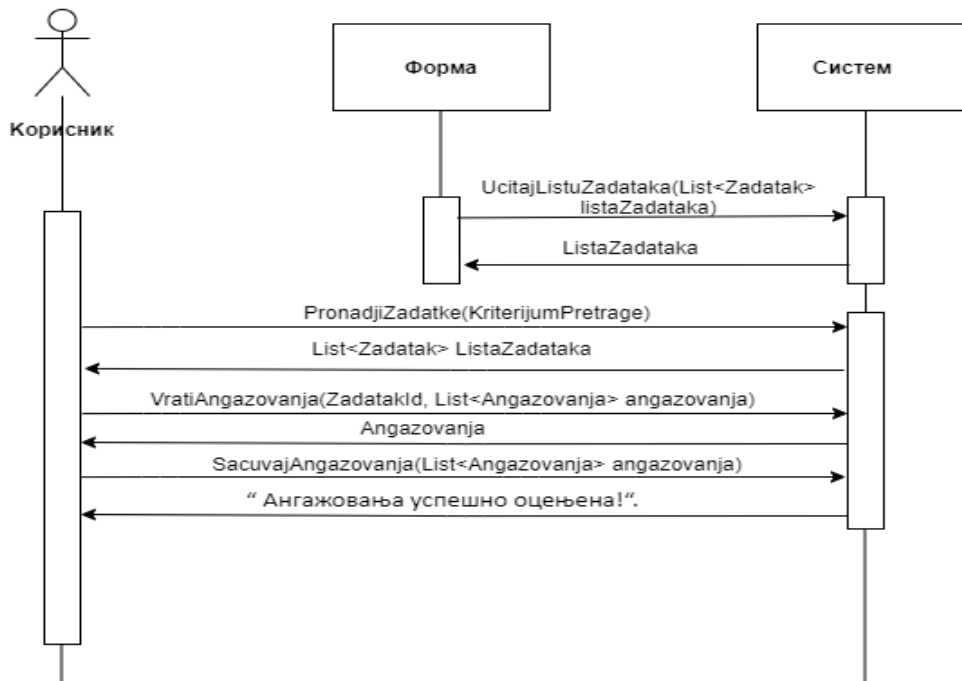 Форма
Систем
Корисник
UcitajListuZadataka(List<Zadatak>
listaZadataka)
ListaZadataka
PronadjiZadatke(KriterijumPretrage)
List<Zadatak> ListaZadataka
VratiAngazovanja(ZadatakId, List<Angazovanja> angazovanja)
Angazovanja
SacuvajAngazovanja(List<Angazovanja> angazovanja)
“ Ангажовања успешно оцењена!“.